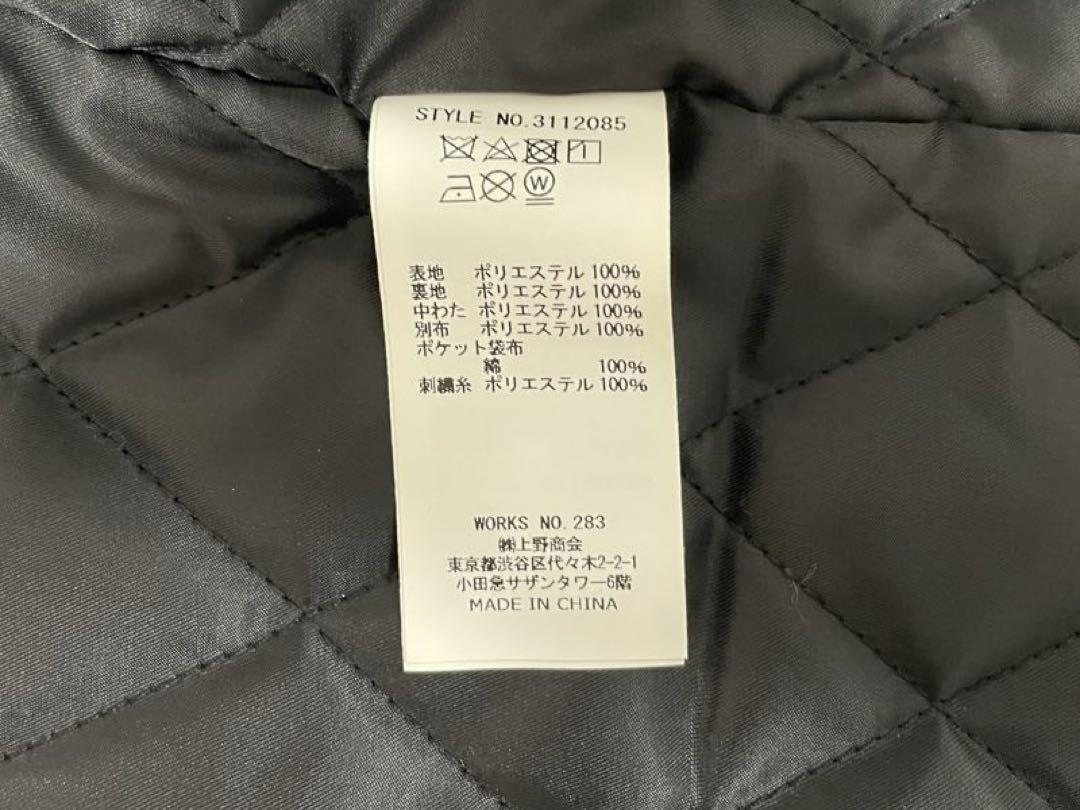 STYLE NO.3112085
W
表地 ポリエステル 100%
裏地 ポリエステル 100%
中わた ポリエステル 100%
別布 ポリエステル 100%
ポケット袋布
綿 100%
刺繍糸 ポリエステル 100%
WORKS NO. 283
㈱上野商会
東京都渋谷区代々木2-2-1
小田急サザンタワー6階
MADE IN CHINA